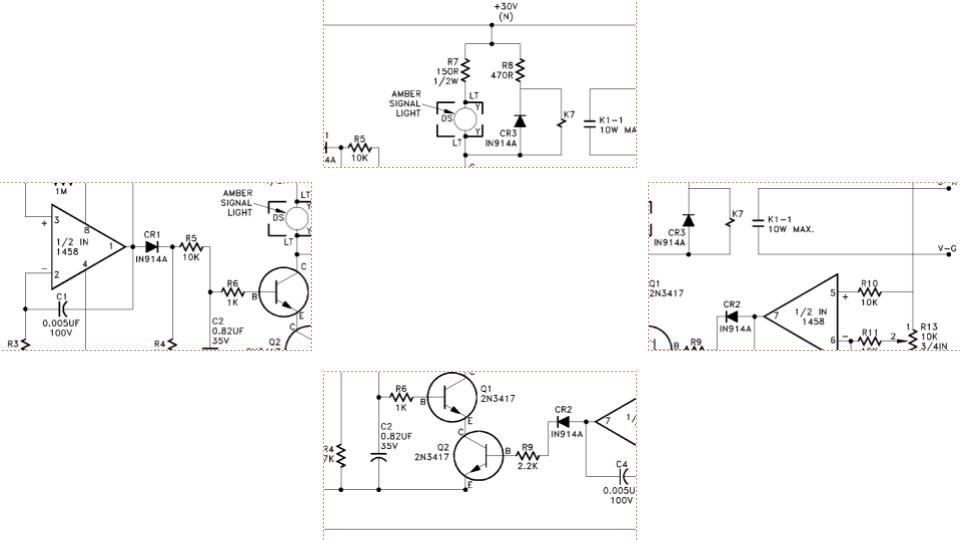 +30V
(N)
R7
150R
1/2W
R8
470R
AMBER
SIGNAL
LIGHT
LT
Y
DS
Y
LT
CR3
IN914A
K7
K1-1
10W MA
R5
10K
4A
1M
3
+
8
1/2 IN
1458
1
4
2
−
C1
0.005UF
100V
R3
CR1
IN914A
R5
10K
R4
C2
0.82UF
35V
R6
1K
B
C
E
C
Q2
AMBER
SIGNAL
LIGHT
LT
DS
LT
CR3
IN914A
K7
K1-1
10W MAX.
V-G
Q1
2N3417
CR2
IN914A
B
R9
7
1/2 IN
1458
5
+
6
−
R10
10K
R11
2
1
R13
10K
3/4IN
R4
7K
C2
0.82UF
35V
R6
1K
B
E
Q1
2N3417
C
Q2
2N3417
B
E
R9
2.2K
CR2
IN914A
7
C4
0.005U
100V